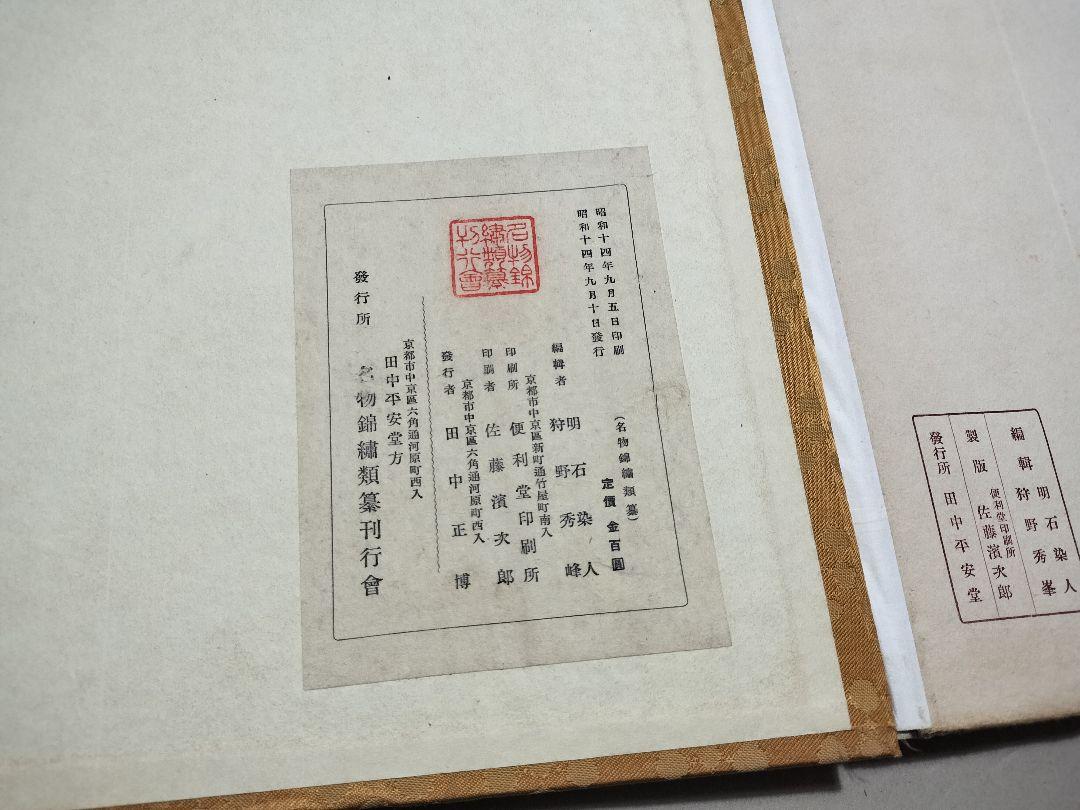 昭和十四年九月五日印刷
昭和十四年九月十日發行
(名物錦繡類纂)
定價 金百圓
編輯者 明石染人
狩野秀峰
京都市中京區新町通竹屋町南入
印刷所 便利堂印刷所
印刷者 佐藤濱次郎
京都市中京區六角通河原町西入
發行者 田中正博
京都市中京區六角通河原町西入
田中平安堂方
發行所 名物錦繡類纂刊行會
名物錦
繡類纂
刊行會
編輯 明石染人
狩野秀峯
便利堂印刷所
製版 佐藤濱次郎
發行所 田中平安堂